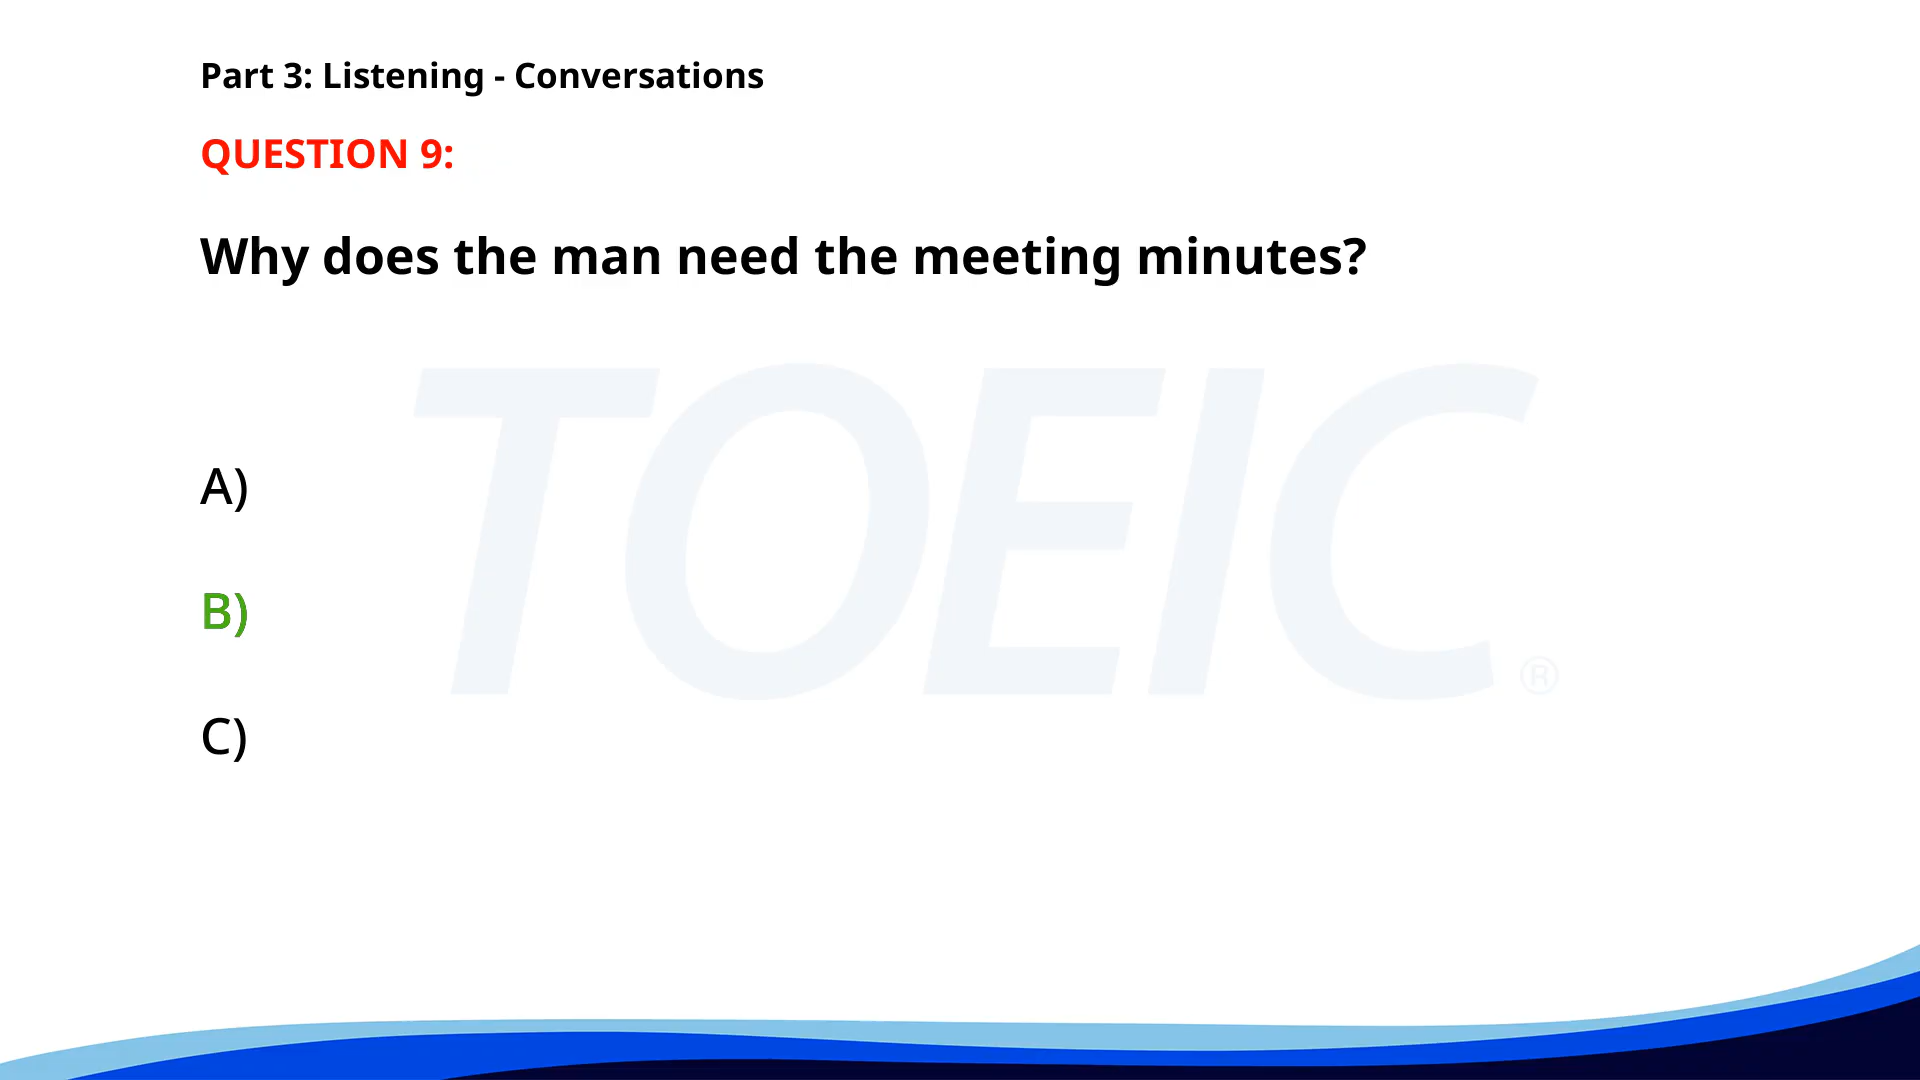 Part 3: Listening - Conversations
QUESTION 9:
Why does the man need the meeting minutes?
TOEIC®
A)
B)
C)